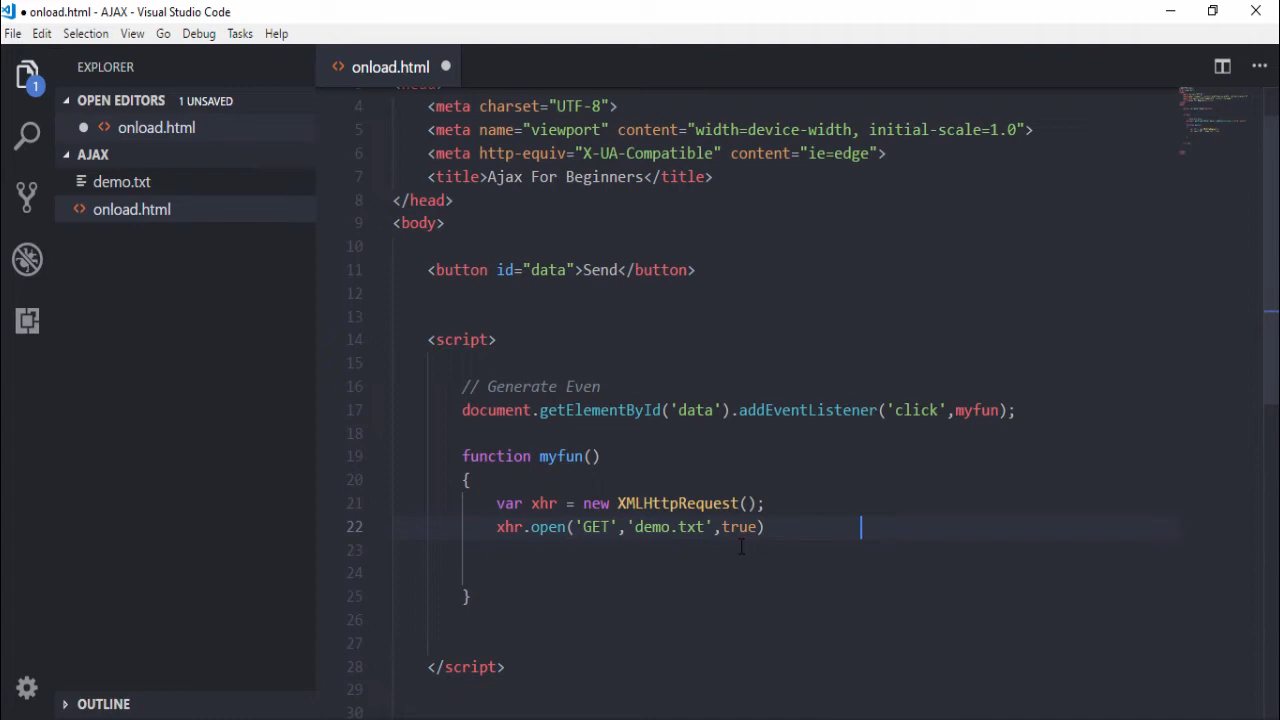 ● onload.html - AJAX - Visual Studio Code
File Edit Selection View Go Debug Tasks Help
EXPLORER
onload.html ●
OPEN EDITORS 1 UNSAVED
● onload.html
AJAX
demo.txt
onload.html
OUTLINE
1
4 <meta charset="UTF-8">
5 <meta name="viewport" content="width=device-width, initial-scale=1.0">
6 <meta http-equiv="X-UA-Compatible" content="ie=edge">
7 <title>Ajax For Beginners</title>
8 </head>
9 <body>
10
11 <button id="data">Send</button>
12
13
14 <script>
15
16 // Generate Even
17 document.getElementById('data').addEventListener('click',myfun);
18
19 function myfun()
20 {
21 var xhr = new XMLHttpRequest();
22 xhr.open('GET','demo.txt',true)
23
24
25 }
26
27
28 </script>
29
30